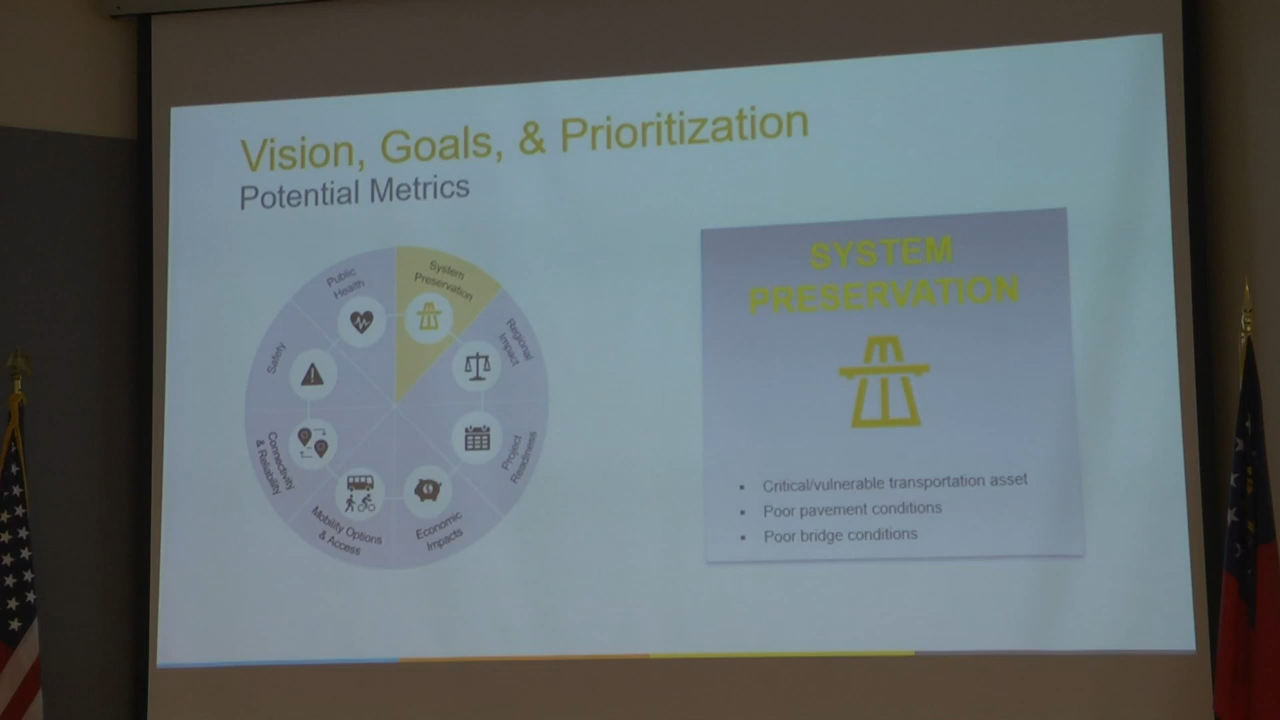 Vision, Goals, & Prioritization
Potential Metrics
Public
Health
System
Preservation
Regional
Impact
Project
Readiness
Economic
Impacts
Mobility Options
& Access
Connectivity
& Reliability
Safety
SYSTEM
PRESERVATION
▪ Critical/vulnerable transportation asset
▪ Poor pavement conditions
▪ Poor bridge conditions